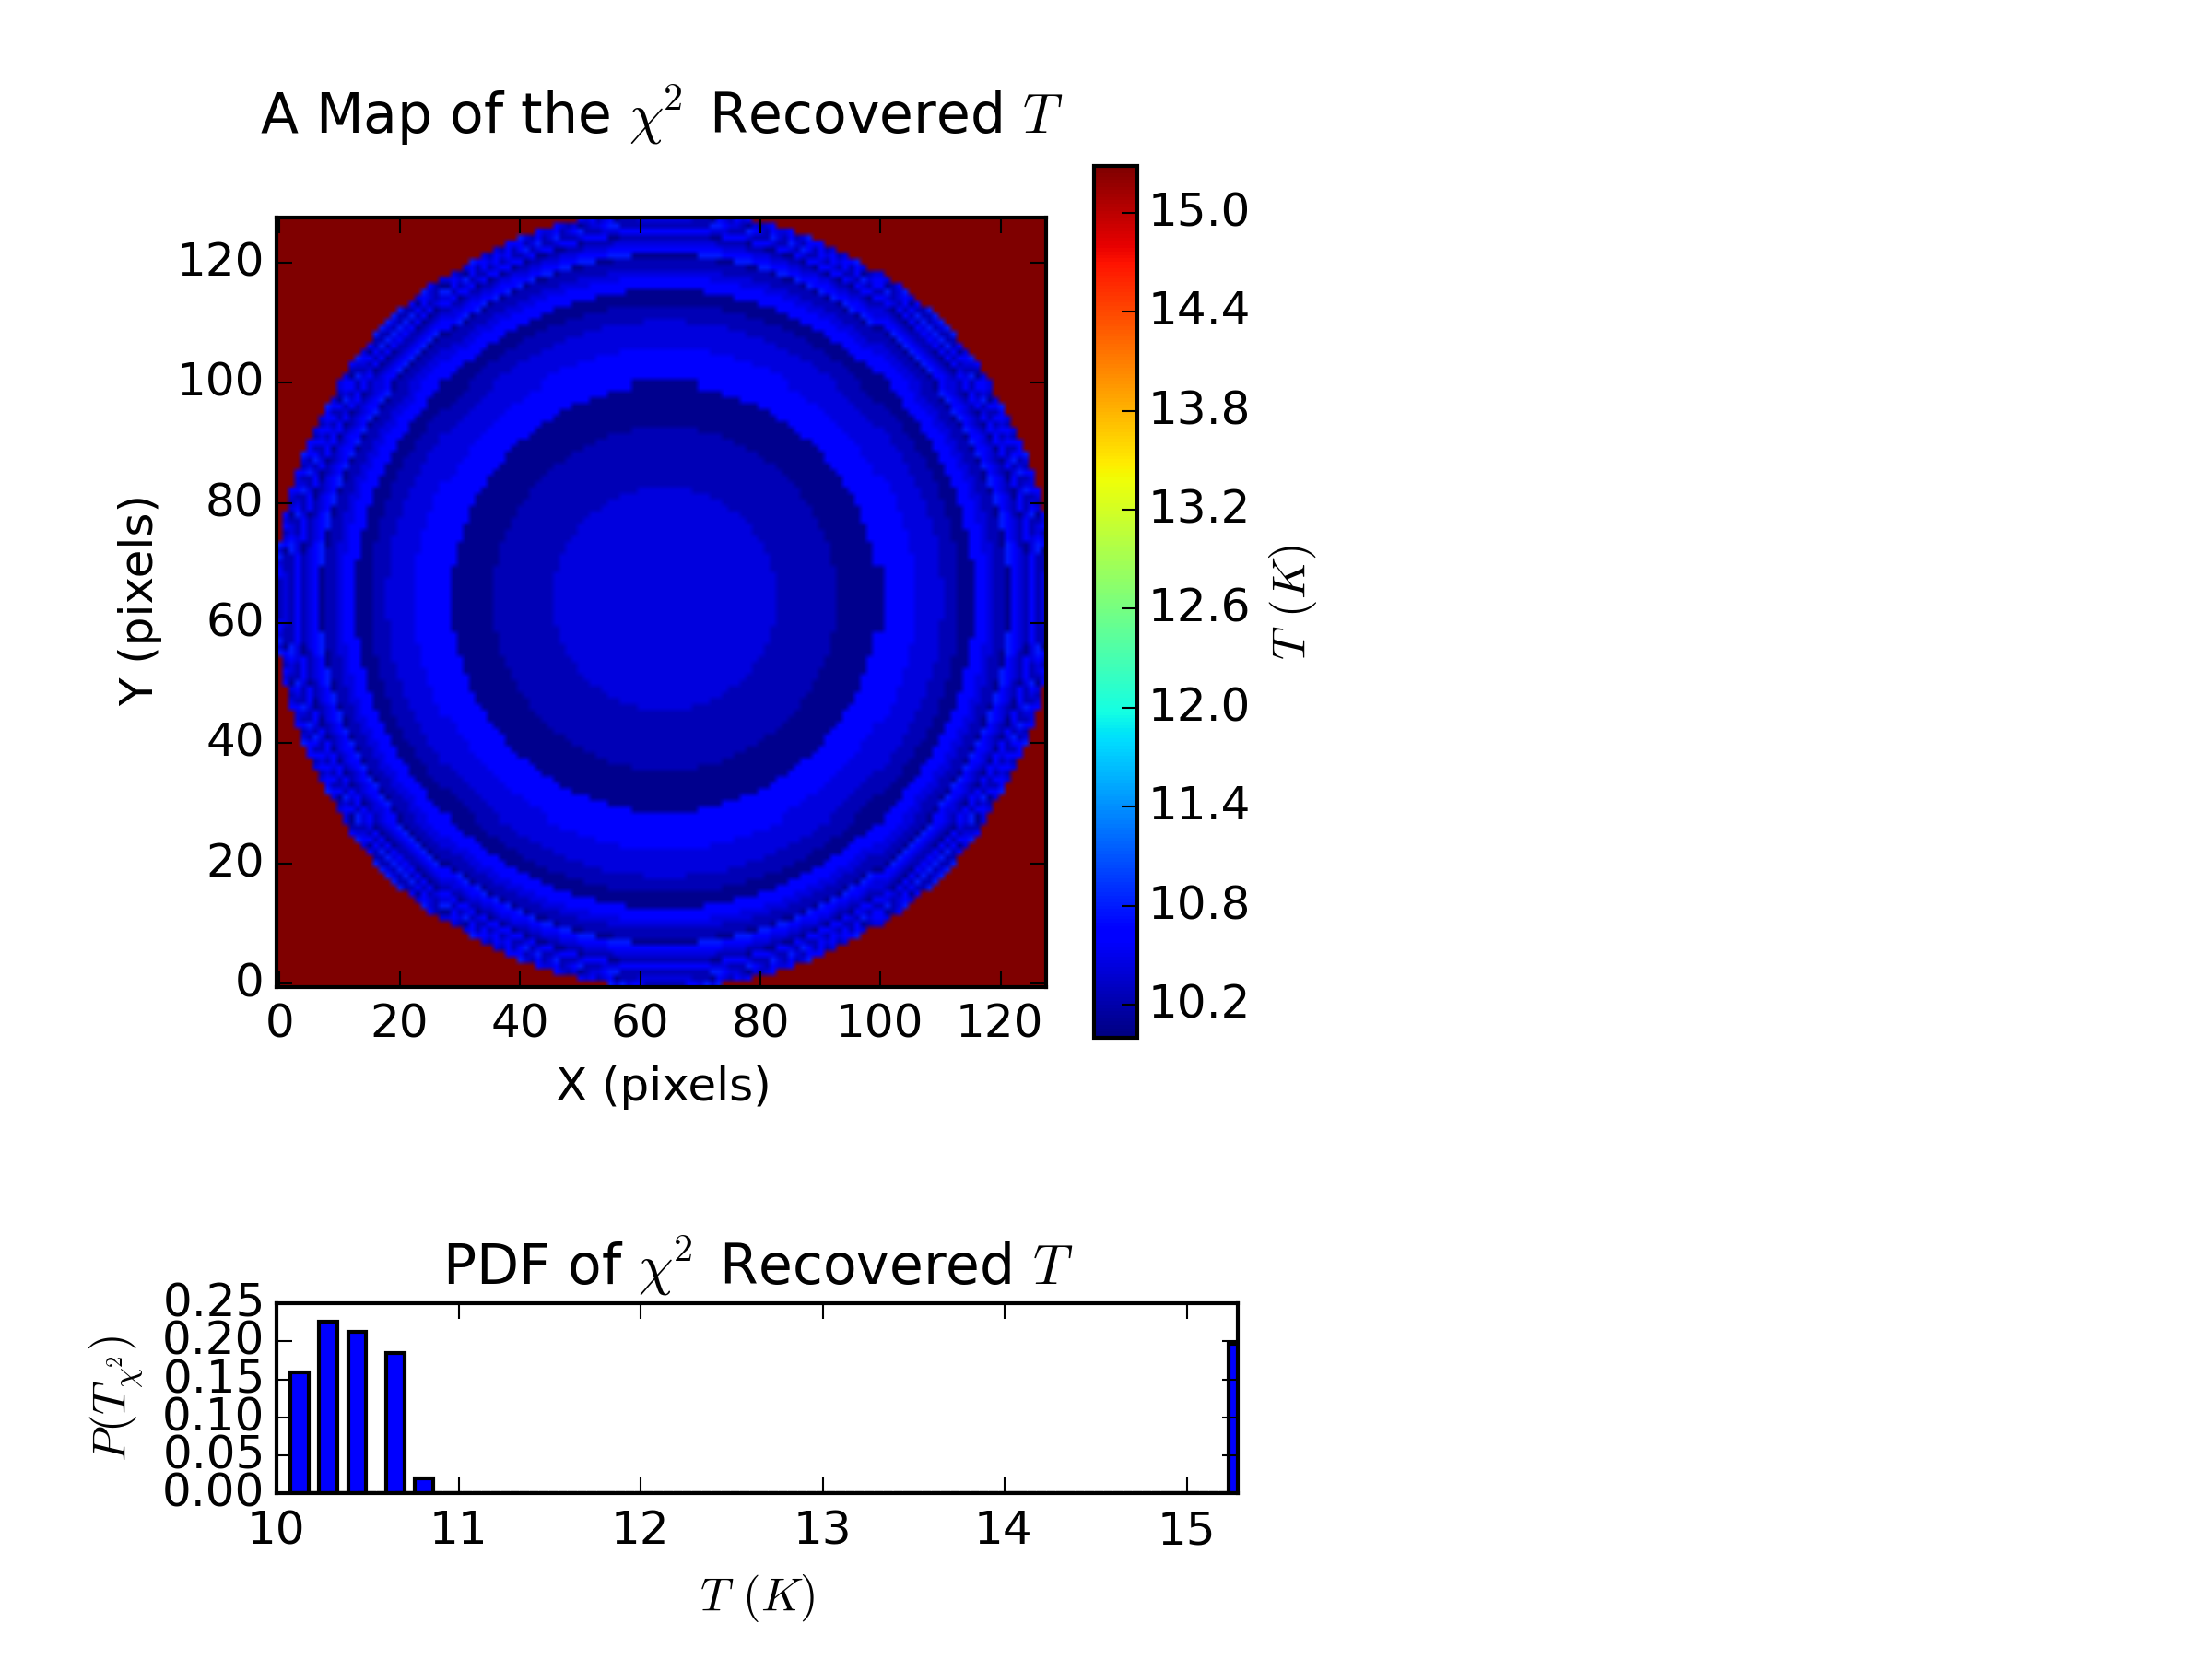 A Map of the χ² Recovered T
120
100
80
60
40
20
0
Y (pixels)
0 20 40 60 80 100 120
X (pixels)
15.0
14.4
13.8
13.2
12.6
12.0
11.4
10.8
10.2
T (K)
PDF of χ² Recovered T
0.25
0.20
0.15
0.10
0.05
0.00
P(T_χ²)
10 11 12 13 14 15
T (K)